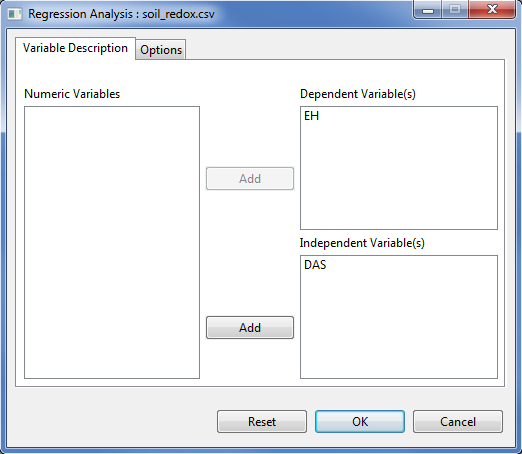 Regression Analysis : soil_redox.csv
Variable Description
Options
Numeric Variables
Dependent Variable(s)
EH
Add
Independent Variable(s)
DAS
Add
Reset
OK
Cancel